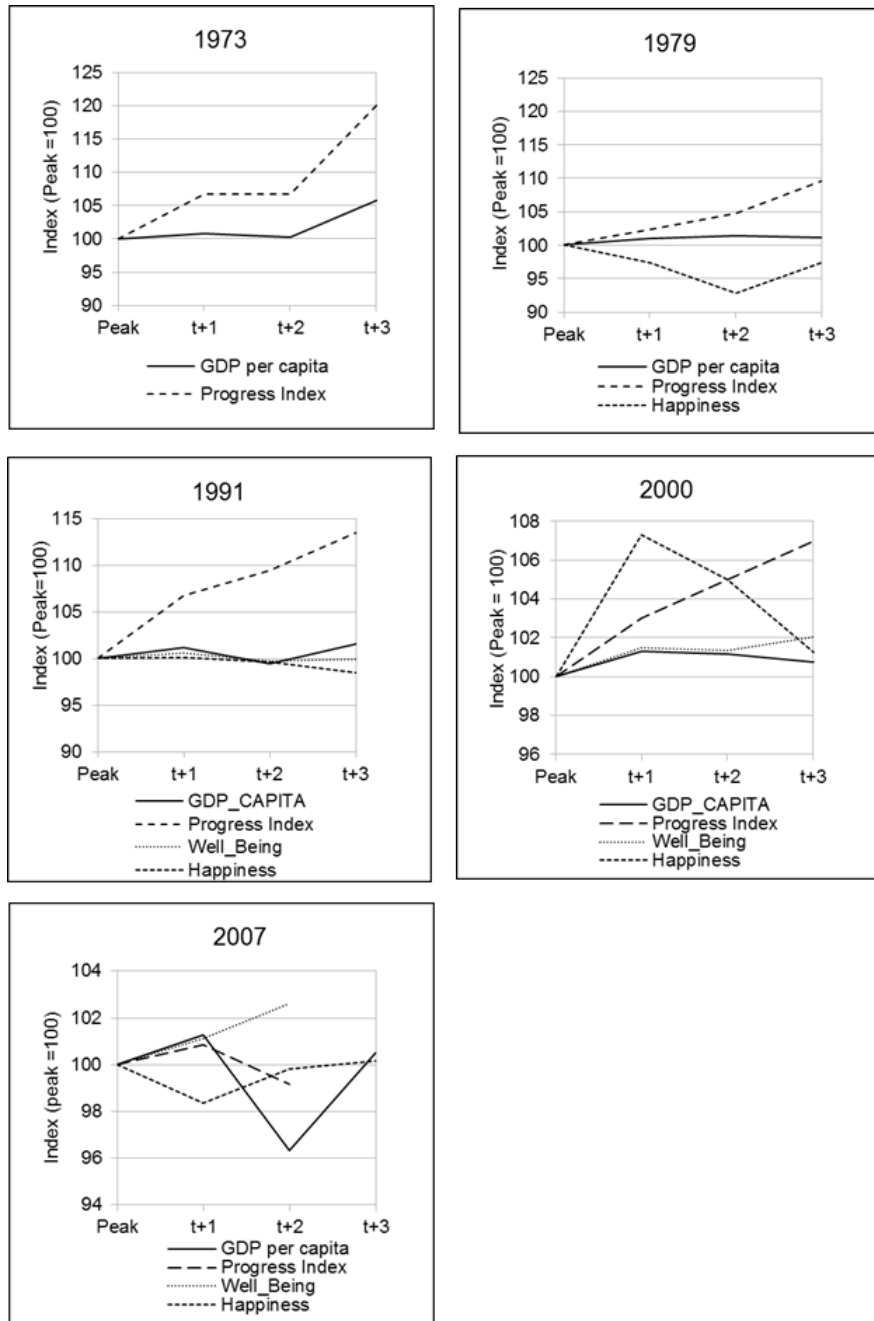 1973
Index (Peak =100)
125
120
115
110
105
100
95
90
Peak t+1 t+2 t+3
GDP per capita
Progress Index
1979
Index (Peak =100)
125
120
115
110
105
100
95
90
Peak t+1 t+2 t+3
GDP per capita
Progress Index
Happiness
1991
Index (Peak=100)
115
110
105
100
95
90
Peak t+1 t+2 t+3
GDP_CAPITA
Progress Index
Well_Being
Happiness
2000
Index (Peak = 100)
108
106
104
102
100
98
96
Peak t+1 t+2 t+3
GDP_CAPITA
Progress Index
Well_Being
Happiness
2007
Index (peak =100)
104
102
100
98
96
94
Peak t+1 t+2 t+3
GDP per capita
Progress Index
Well_Being
Happiness